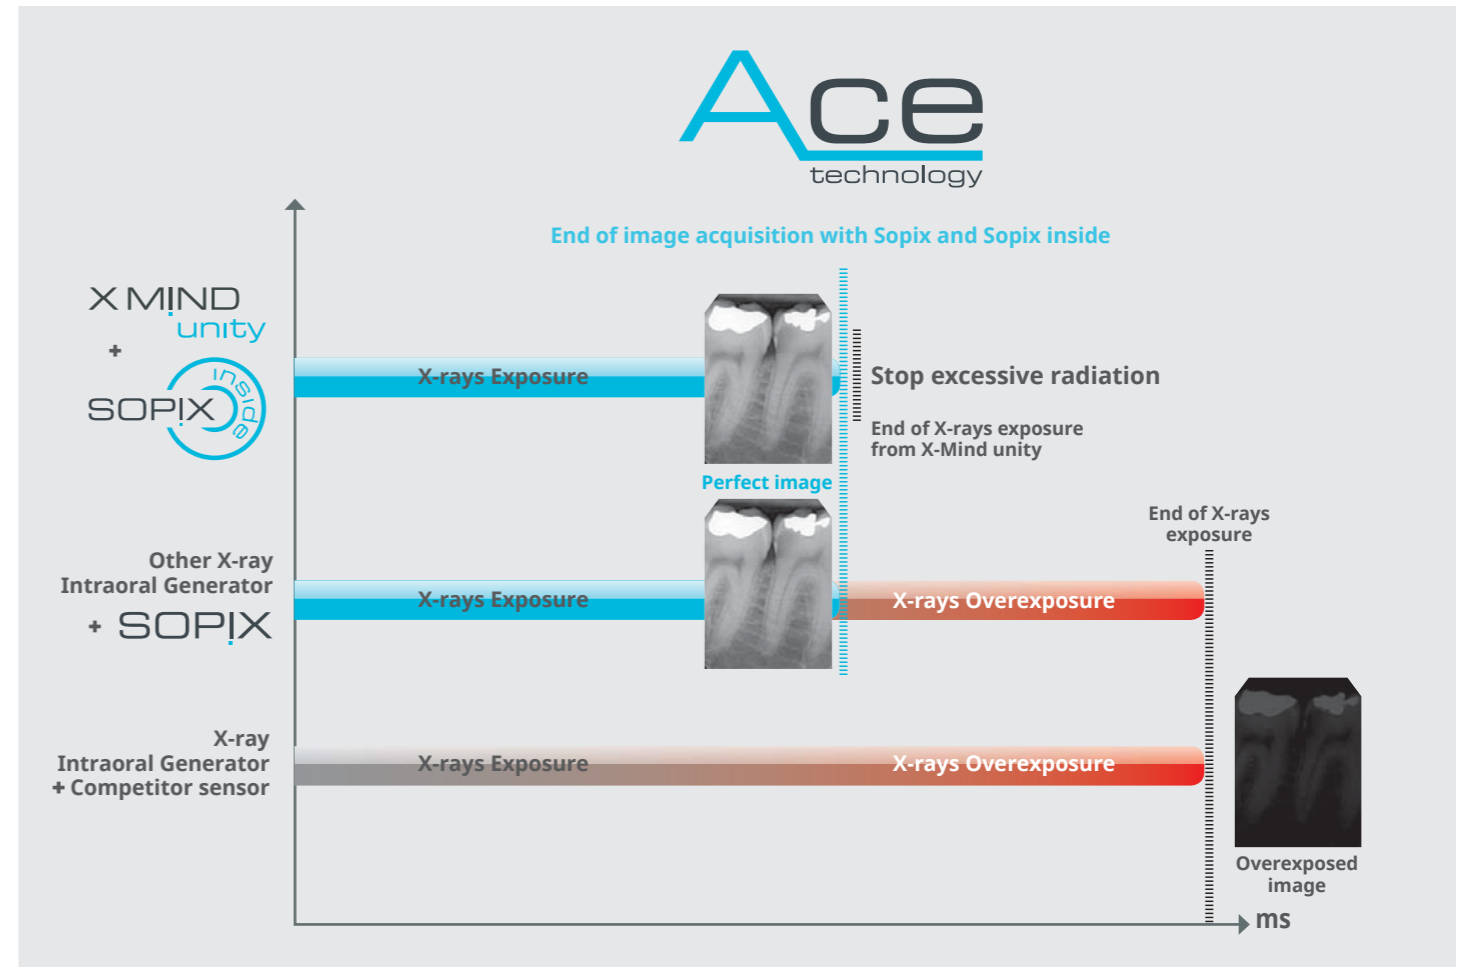 Ace
technology
End of image acquisition with Sopix and Sopix inside
X MIND
unity
+
SOPIX inside
X-rays Exposure
Stop excessive radiation
End of X-rays exposure
from X-Mind unity
Perfect image
End of X-rays
exposure
Other X-ray
Intraoral Generator
+ SOPIX
X-rays Exposure
X-rays Overexposure
X-ray
Intraoral Generator
+ Competitor sensor
X-rays Exposure
X-rays Overexposure
Overexposed
image
ms